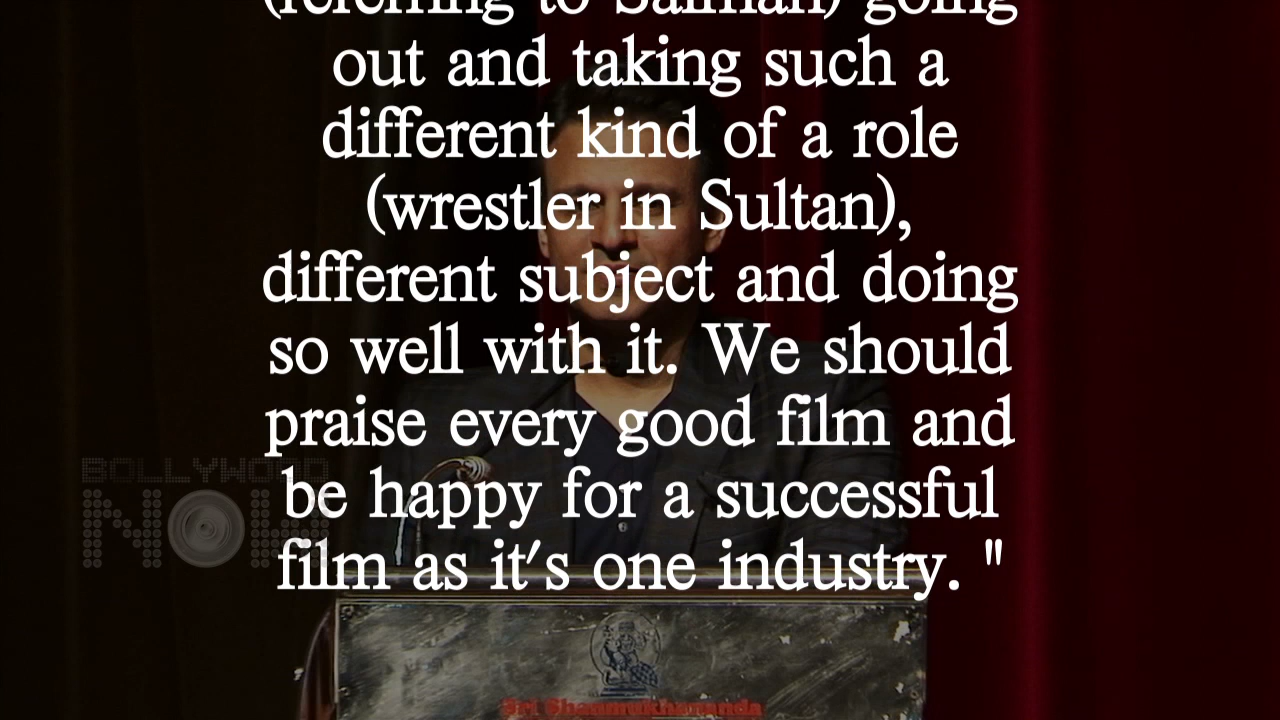 (referring to Salman) going
out and taking such a
different kind of a role
(wrestler in Sultan),
different subject and doing
so well with it. We should
praise every good film and
be happy for a successful
film as it's one industry. "
BOLLYWOOD
NOW
Sri Shanmukhananda